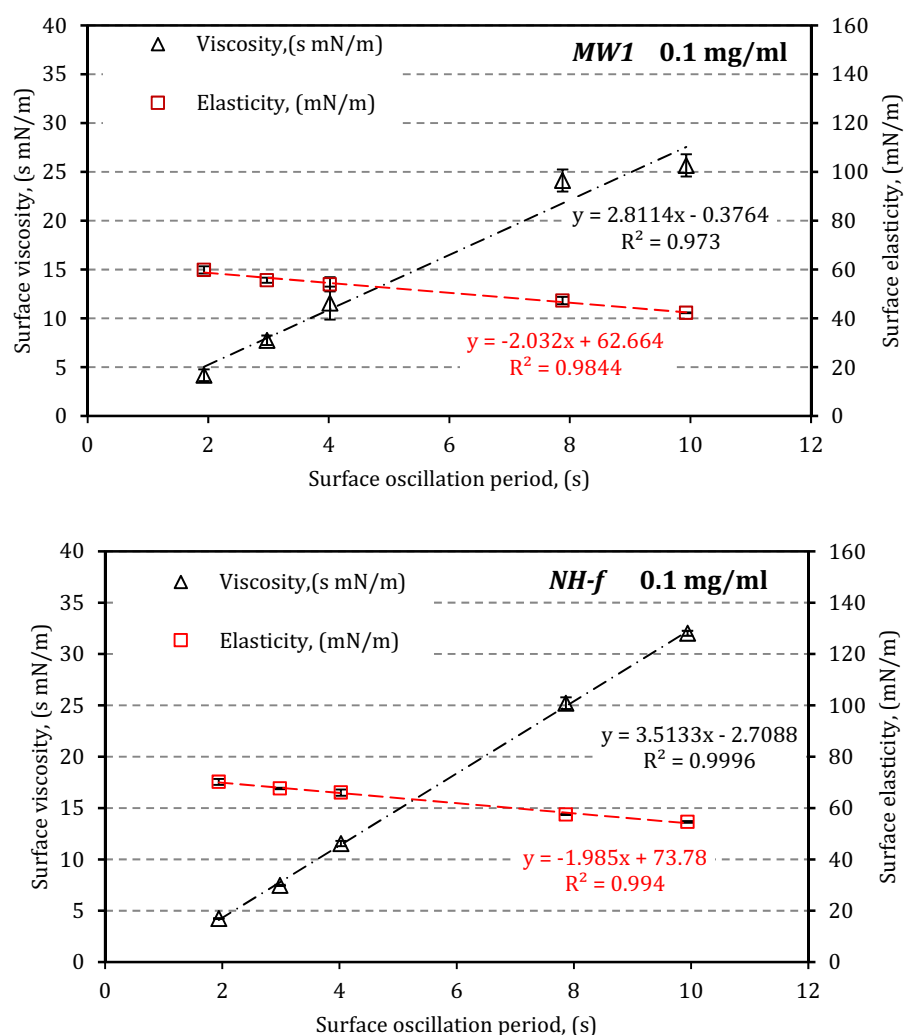 MW1 0.1 mg/ml
Viscosity,(s mN/m)
Elasticity, (mN/m)
Surface viscosity, (s mN/m)
40
35
30
25
20
15
10
5
0
y = 2.8114x - 0.3764
R² = 0.973
y = -2.032x + 62.664
R² = 0.9844
160
140
120
100
80
60
40
20
0
Surface elasticity, (mN/m)
0 2 4 6 8 10 12
Surface oscillation period, (s)
NH-f 0.1 mg/ml
Viscosity,(s mN/m)
Elasticity, (mN/m)
Surface viscosity, (s mN/m)
40
35
30
25
20
15
10
5
0
y = 3.5133x - 2.7088
R² = 0.9996
y = -1.985x + 73.78
R² = 0.994
160
140
120
100
80
60
40
20
0
Surface elasticity, (mN/m)
0 2 4 6 8 10 12
Surface oscillation period, (s)